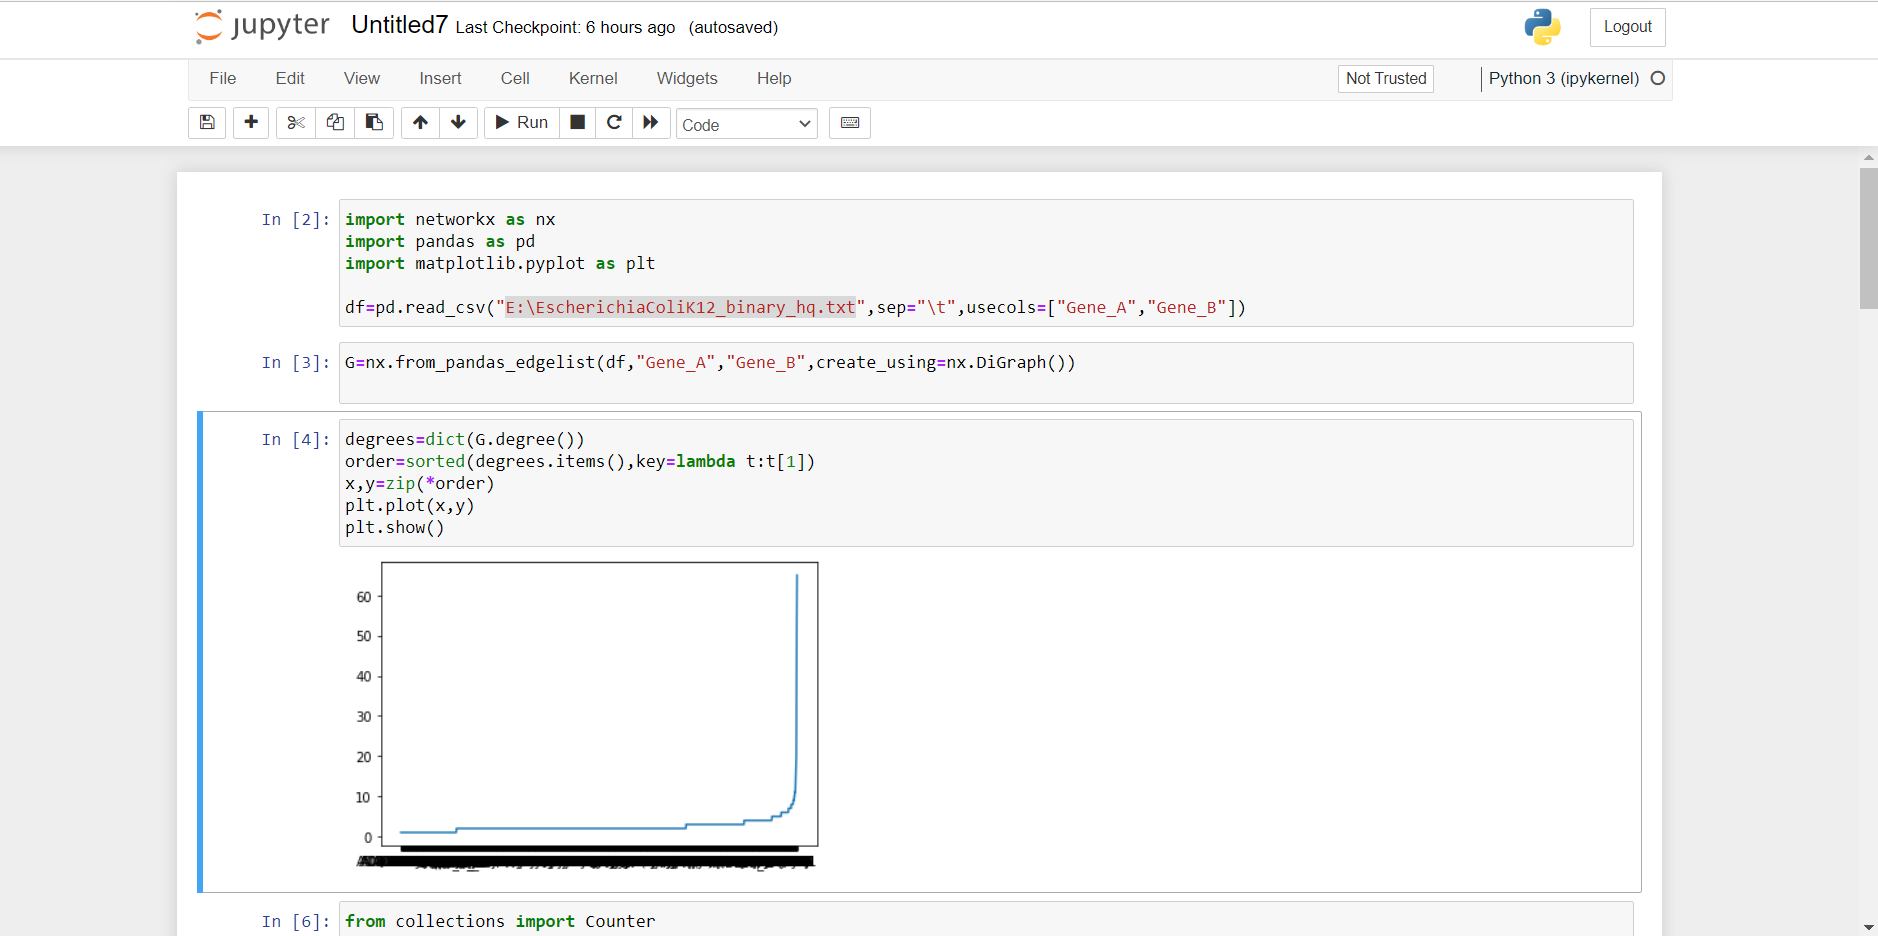 jupyter Untitled7 Last Checkpoint: 6 hours ago (autosaved)
Logout
File Edit View Insert Cell Kernel Widgets Help
Not Trusted
Python 3 (ipykernel)
Run
Code
In [2]:
import networkx as nx
import pandas as pd
import matplotlib.pyplot as plt
df=pd.read_csv("E:\EscherichiaColiK12_binary_hq.txt",sep="\t",usecols=["Gene_A","Gene_B"])
In [3]:
G=nx.from_pandas_edgelist(df,"Gene_A","Gene_B",create_using=nx.DiGraph())
In [4]:
degrees=dict(G.degree())
order=sorted(degrees.items(),key=lambda t:t[1])
x,y=zip(*order)
plt.plot(x,y)
plt.show()
60
50
40
30
20
10
0
In [6]:
from collections import Counter